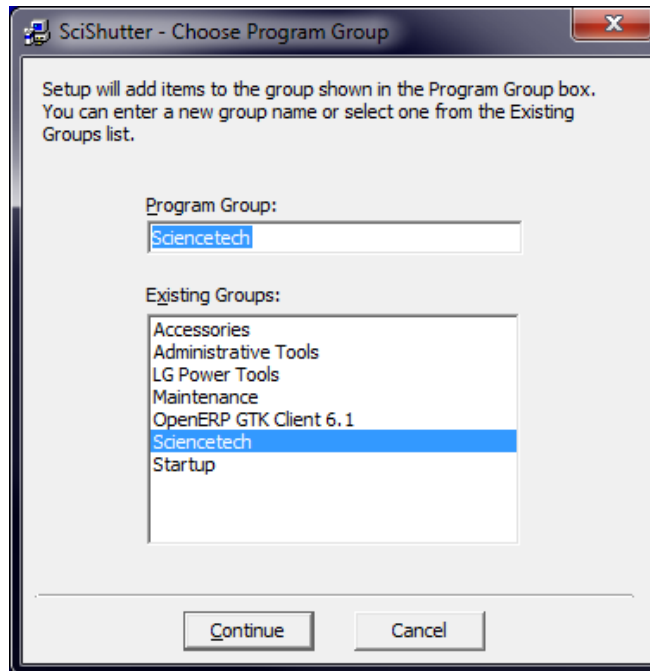 SciShutter - Choose Program Group
Setup will add items to the group shown in the Program Group box.
You can enter a new group name or select one from the Existing
Groups list.
Program Group:
Sciencetech
Existing Groups:
Accessories
Administrative Tools
LG Power Tools
Maintenance
OpenERP GTK Client 6.1
Sciencetech
Startup
Continue
Cancel